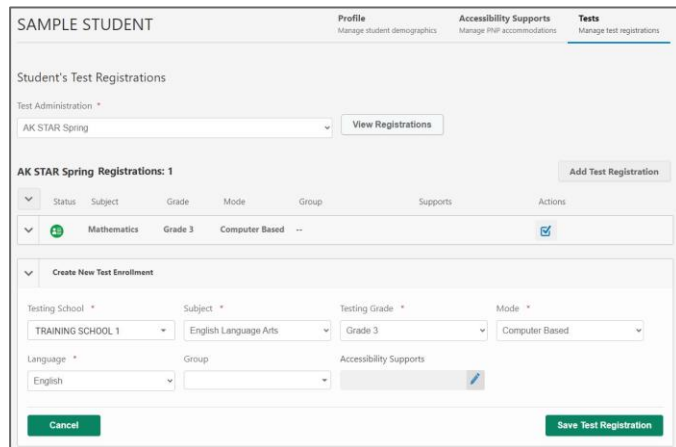 SAMPLE STUDENT
Profile
Manage student demographics
Accessibility Supports
Manage PNP accommodations
Tests
Manage test registrations
Student's Test Registrations
Test Administration *
AK STAR Spring
View Registrations
AK STAR Spring Registrations: 1
Add Test Registration
Status Subject Grade Mode Group Supports Actions
Mathematics Grade 3 Computer Based --
Create New Test Enrollment
Testing School * Subject * Testing Grade * Mode *
TRAINING SCHOOL 1 English Language Arts Grade 3 Computer Based
Language * Group Accessibility Supports
English
Cancel Save Test Registration